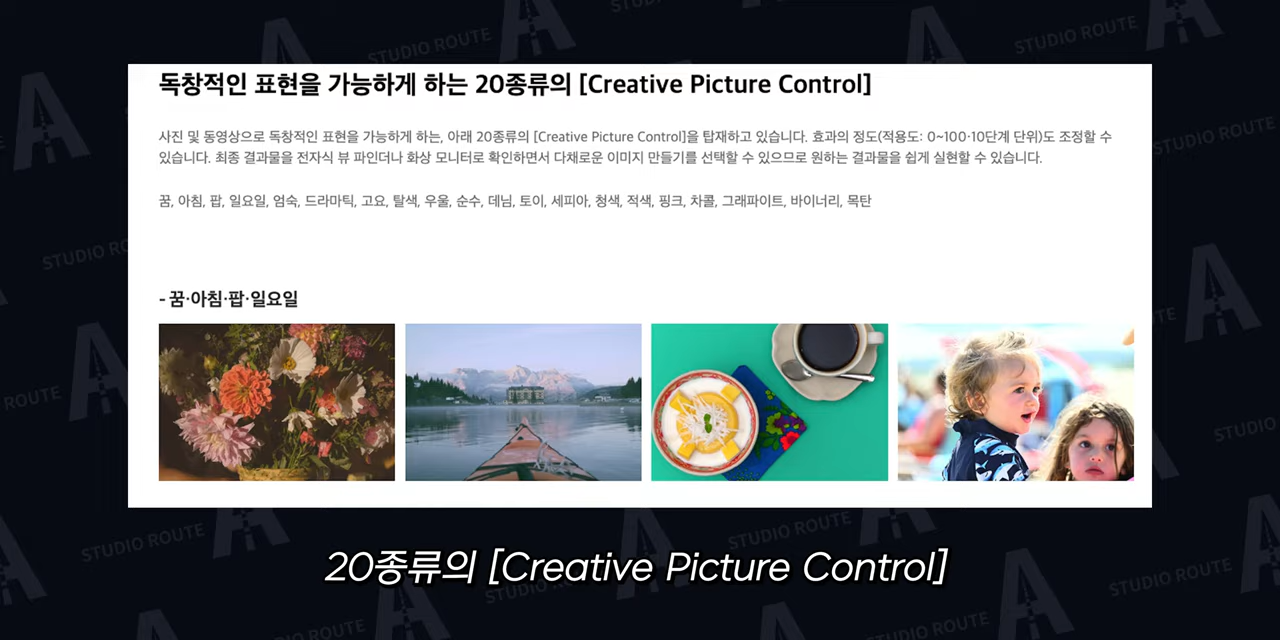 독창적인 표현을 가능하게 하는 20종류의 [Creative Picture Control]
사진 및 동영상으로 독창적인 표현을 가능하게 하는, 아래 20종류의 [Creative Picture Control]을 탑재하고 있습니다. 효과의 정도(적용도: 0~100·10단계 단위)도 조정할 수
있습니다. 최종 결과물을 전자식 뷰 파인더나 화상 모니터로 확인하면서 다채로운 이미지 만들기를 선택할 수 있으므로 원하는 결과물을 쉽게 실현할 수 있습니다.
꿈, 아침, 팝, 일요일, 엄숙, 드라마틱, 고요, 탈색, 우울, 순수, 데님, 토이, 세피아, 청색, 적색, 핑크, 차콜, 그래파이트, 바이너리, 목탄
- 꿈·아침·팝·일요일
20종류의 [Creative Picture Control]
STUDIO ROUTE
STUDIO ROUTE
STUDIO ROUTE
STUDIO ROUTE
STUDIO ROUTE
STUDIO ROUTE